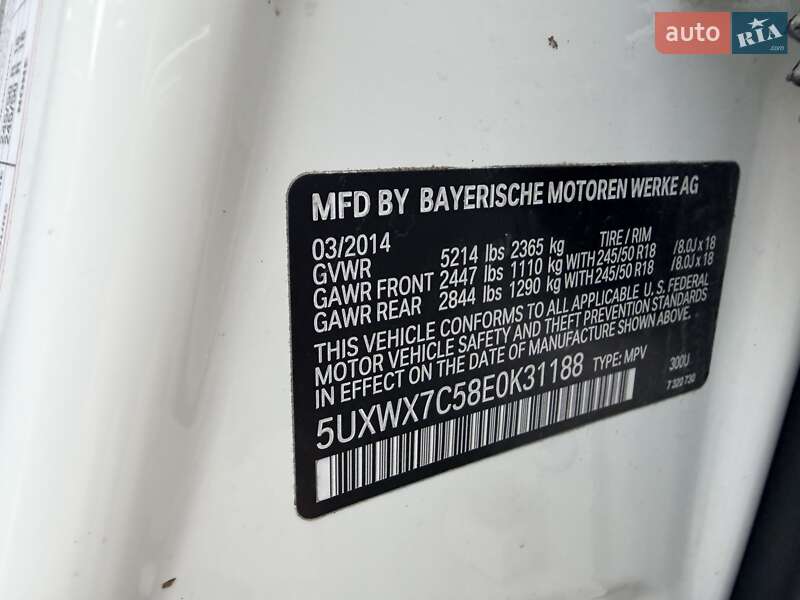 auto RIA.com
MFD BY BAYERISCHE MOTOREN WERKE AG
03/2014 TIRE / RIM
GVWR 5214 lbs 2365 kg
GAWR FRONT 2447 lbs 1110 kg WITH 245/50 R18 /8.0J x 18
GAWR REAR 2844 lbs 1290 kg WITH 245/50 R18 /8.0J x 18
THIS VEHICLE CONFORMS TO ALL APPLICABLE U.S. FEDERAL
MOTOR VEHICLE SAFETY AND THEFT PREVENTION STANDARDS
IN EFFECT ON THE DATE OF MANUFACTURE SHOWN ABOVE.
5UXWX7C58E0K31188 TYPE: MPV 300U
T 320 730